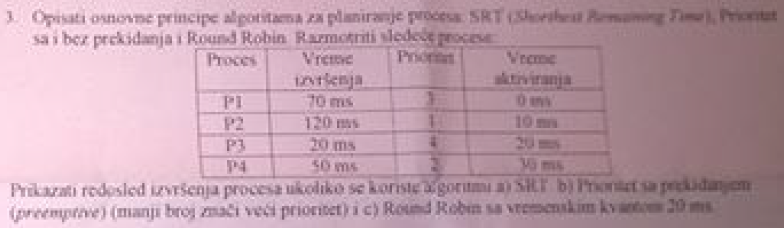 3. Opisati osnovne principe algoritama za planiranje procesa: SRT (Shorthest Remaining Time), Prioritet
sa i bez prekidanja i Round Robin. Razmotriti sledeće procese:
Proces Vreme izvršenja Prioritet Vreme aktiviranja
P1 70 ms 3 0 ms
P2 120 ms 1 10 ms
P3 20 ms 4 20 ms
P4 50 ms 2 30 ms
Prikazati redosled izvršenja procesa ukoliko se koriste algoritmi a) SRT b) Prioritet sa prekidanjem
(preemptive) (manji broj znači veći prioritet) i c) Round Robin sa vremenskim kvantom 20 ms